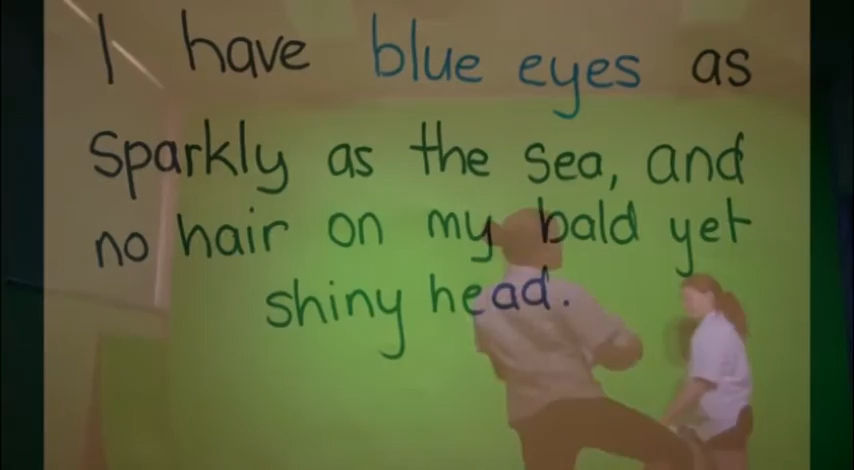 I have blue eyes as
Sparkly as the sea, and
no hair on my bald yet
shiny head.